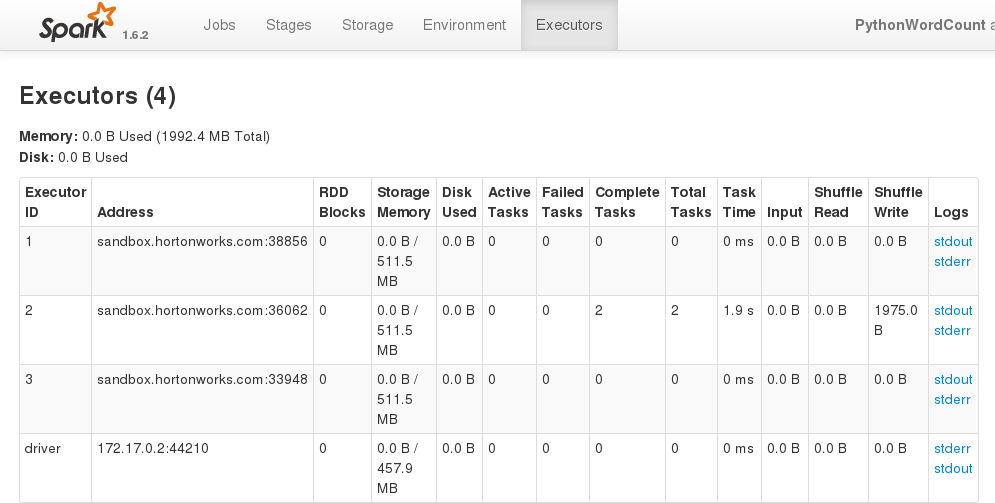 Spark 1.6.2 Jobs Stages Storage Environment Executors PythonWordCount a
Executors (4)
Memory: 0.0 B Used (1992.4 MB Total)
Disk: 0.0 B Used
Executor ID Address RDD Blocks Storage Memory Disk Used Active Tasks Failed Tasks Complete Tasks Total Tasks Task Time Input Shuffle Read Shuffle Write Logs
1 sandbox.hortonworks.com:38856 0 0.0 B / 511.5 MB 0.0 B 0 0 0 0 0 ms 0.0 B 0.0 B 0.0 B stdout stderr
2 sandbox.hortonworks.com:36062 0 0.0 B / 511.5 MB 0.0 B 0 0 2 2 1.9 s 0.0 B 0.0 B 1975.0 B stdout stderr
3 sandbox.hortonworks.com:33948 0 0.0 B / 511.5 MB 0.0 B 0 0 0 0 0 ms 0.0 B 0.0 B 0.0 B stdout stderr
driver 172.17.0.2:44210 0 0.0 B / 457.9 MB 0.0 B 0 0 0 0 0 ms 0.0 B 0.0 B 0.0 B stderr stdout